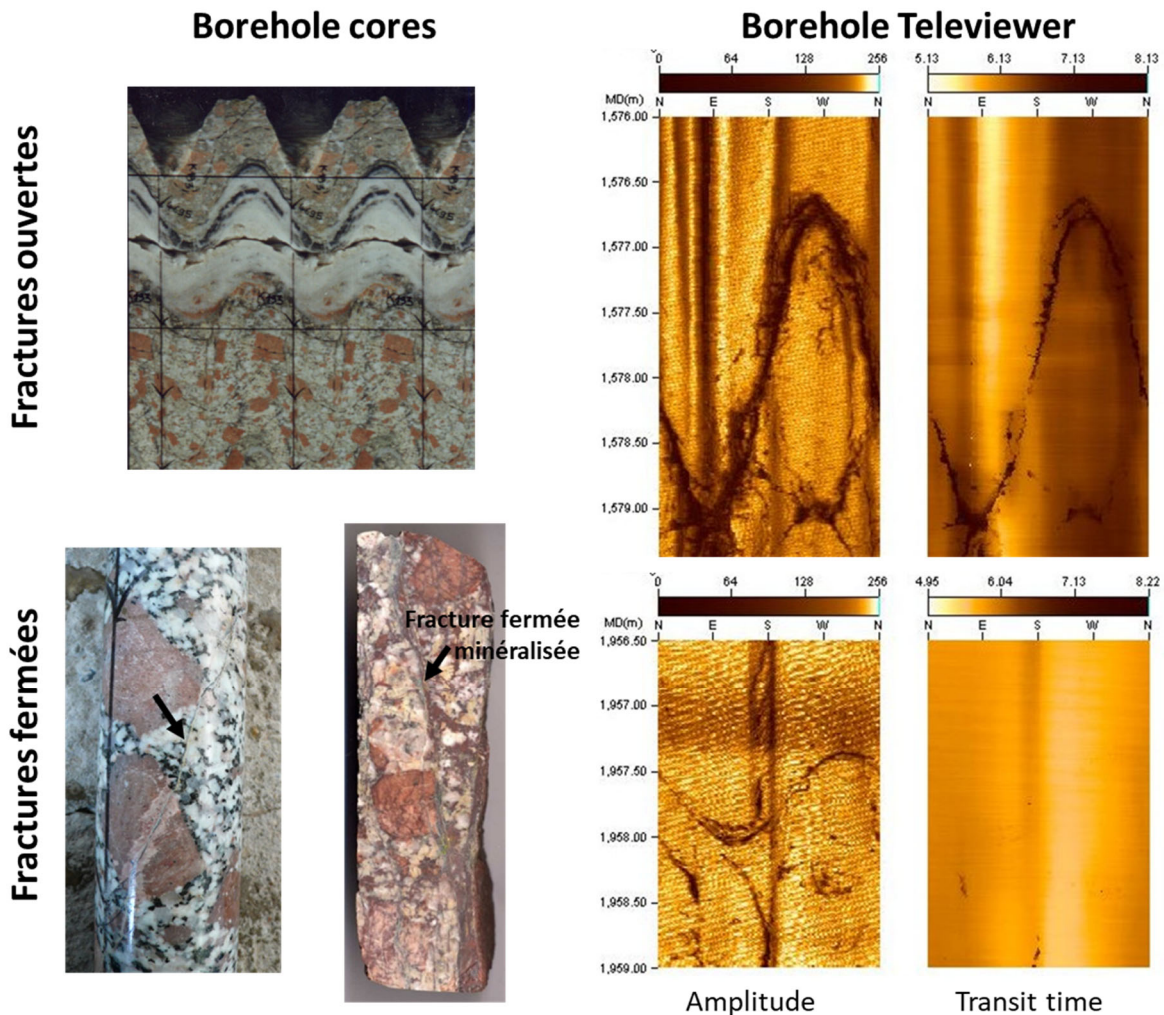 Borehole cores
Borehole Televiewer
Fractures ouvertes
0 64 128 256
MD(m) N E S W N
1,576.00
1,576.50
1,577.00
1,577.50
1,578.00
1,578.50
1,579.00
5.13 6.13 7.13 8.13
N E S W N
Fractures fermées
Fracture fermée
minéralisée
0 64 128 256
MD(m) N E S W N
1,956.50
1,957.00
1,957.50
1,958.00
1,958.50
1,959.00
4.95 6.04 7.13 8.22
N E S W N
Amplitude
Transit time